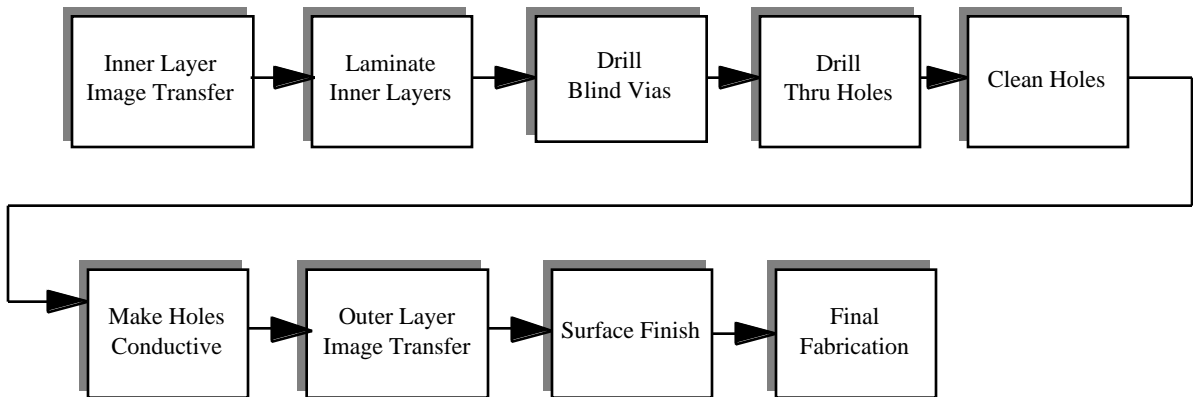 Inner Layer
Image Transfer
Laminate
Inner Layers
Drill
Blind Vias
Drill
Thru Holes
Clean Holes
Make Holes
Conductive
Outer Layer
Image Transfer
Surface Finish
Final
Fabrication